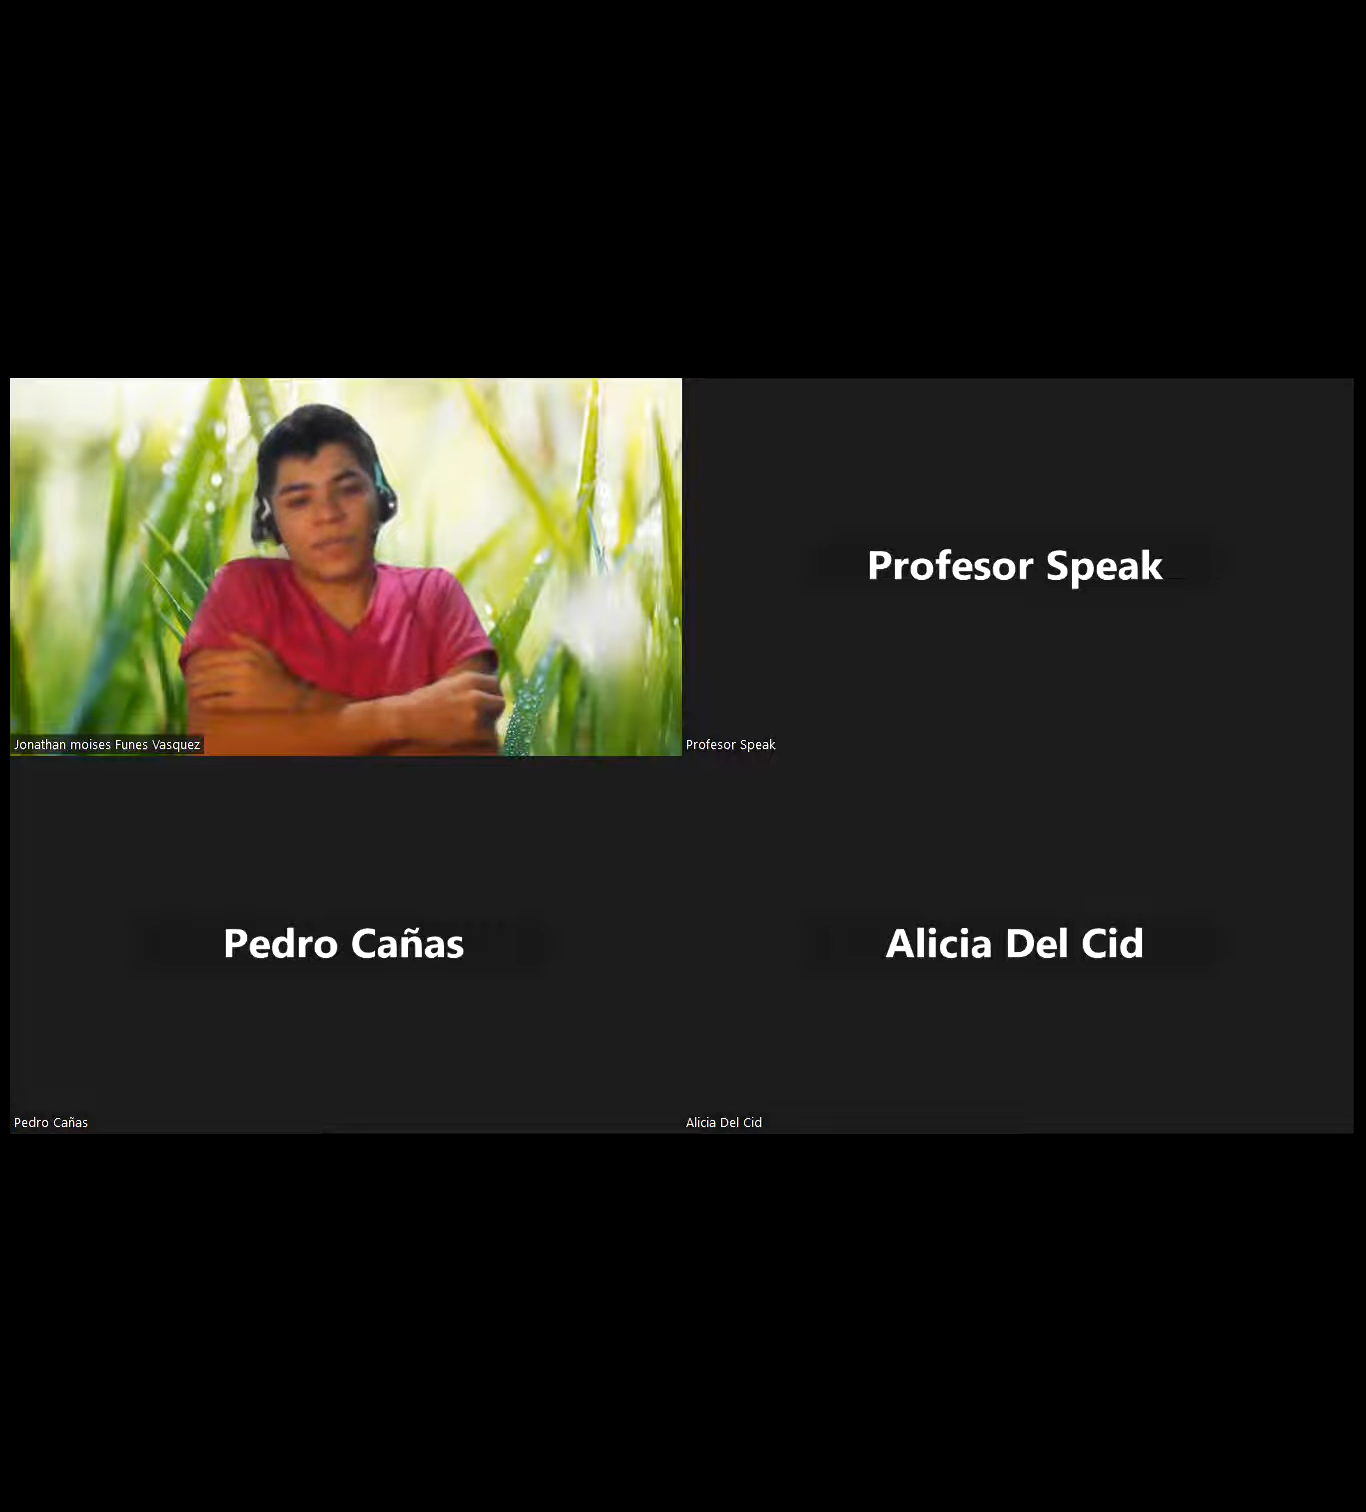 Jonathan moises Funes Vasquez
Profesor Speak
Profesor Speak
Pedro Cañas
Pedro Cañas
Alicia Del Cid
Alicia Del Cid